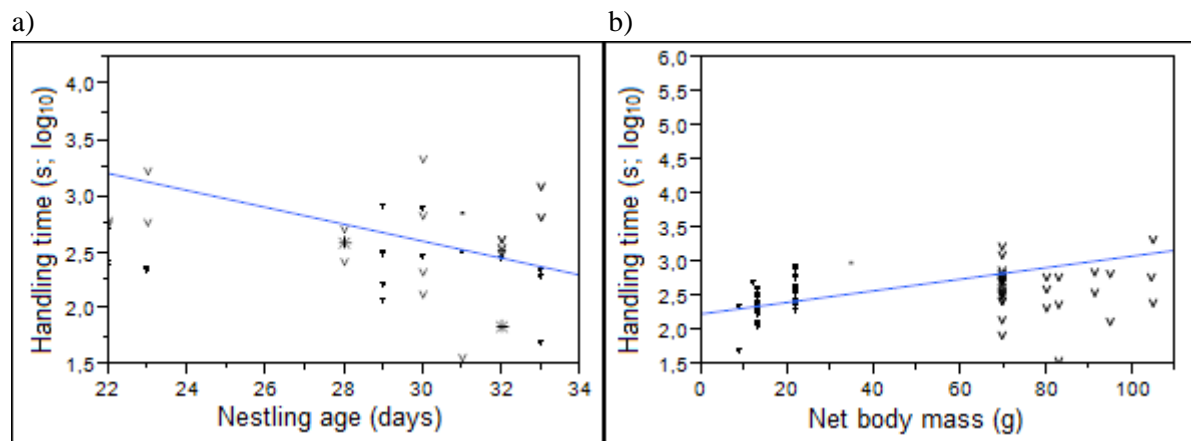 a)
b)
Handling time (s; log₁₀)
4,0
3,5
3,0
2,5
2,0
1,5
22 24 26 28 30 32 34
Nestling age (days)
Handling time (s; log₁₀)
6,0
5,5
5,0
4,5
4,0
3,5
3,0
2,5
2,0
1,5
0 20 40 60 80 100
Net body mass (g)